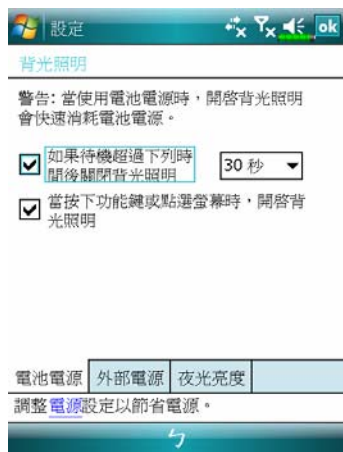 設定
ok
背光照明
警告: 當使用電池電源時，開啓背光照明
會快速消耗電池電源。
如果待機超過下列時
間後關閉背光照明
30 秒
當按下功能鍵或點選螢幕時，開啓背
光照明
電池電源 外部電源 夜光亮度
調整電源設定以節省電源。
ㄅ